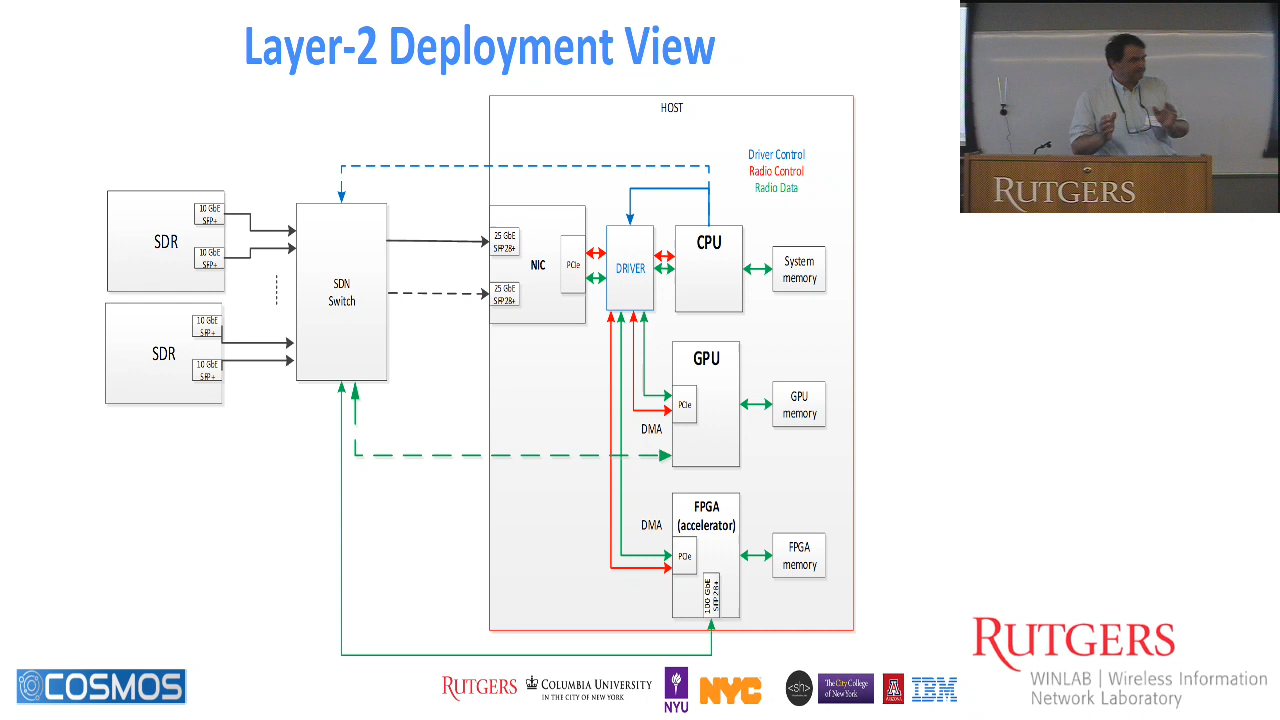 Layer-2 Deployment View
HOST
Driver Control
Radio Control
Radio Data
SDR
10 GbE
SFP+
10 GbE
SFP+
SDR
10 GbE
SFP+
10 GbE
SFP+
SDN
Switch
25 GbE
SFP28+
25 GbE
SFP28+
NIC
PCIe
DRIVER
CPU
System
memory
GPU
PCIe
DMA
GPU
memory
FPGA
(accelerator)
DMA
PCIe
100 GbE
SFP28+
FPGA
memory
RUTGERS
COSMOS
RUTGERS
COLUMBIA UNIVERSITY
IN THE CITY OF NEW YORK
NYU
NYC
<sh>
The City College
of New York
A
ARIZONA
IBM
RUTGERS
WINLAB | Wireless Information
Network Laboratory